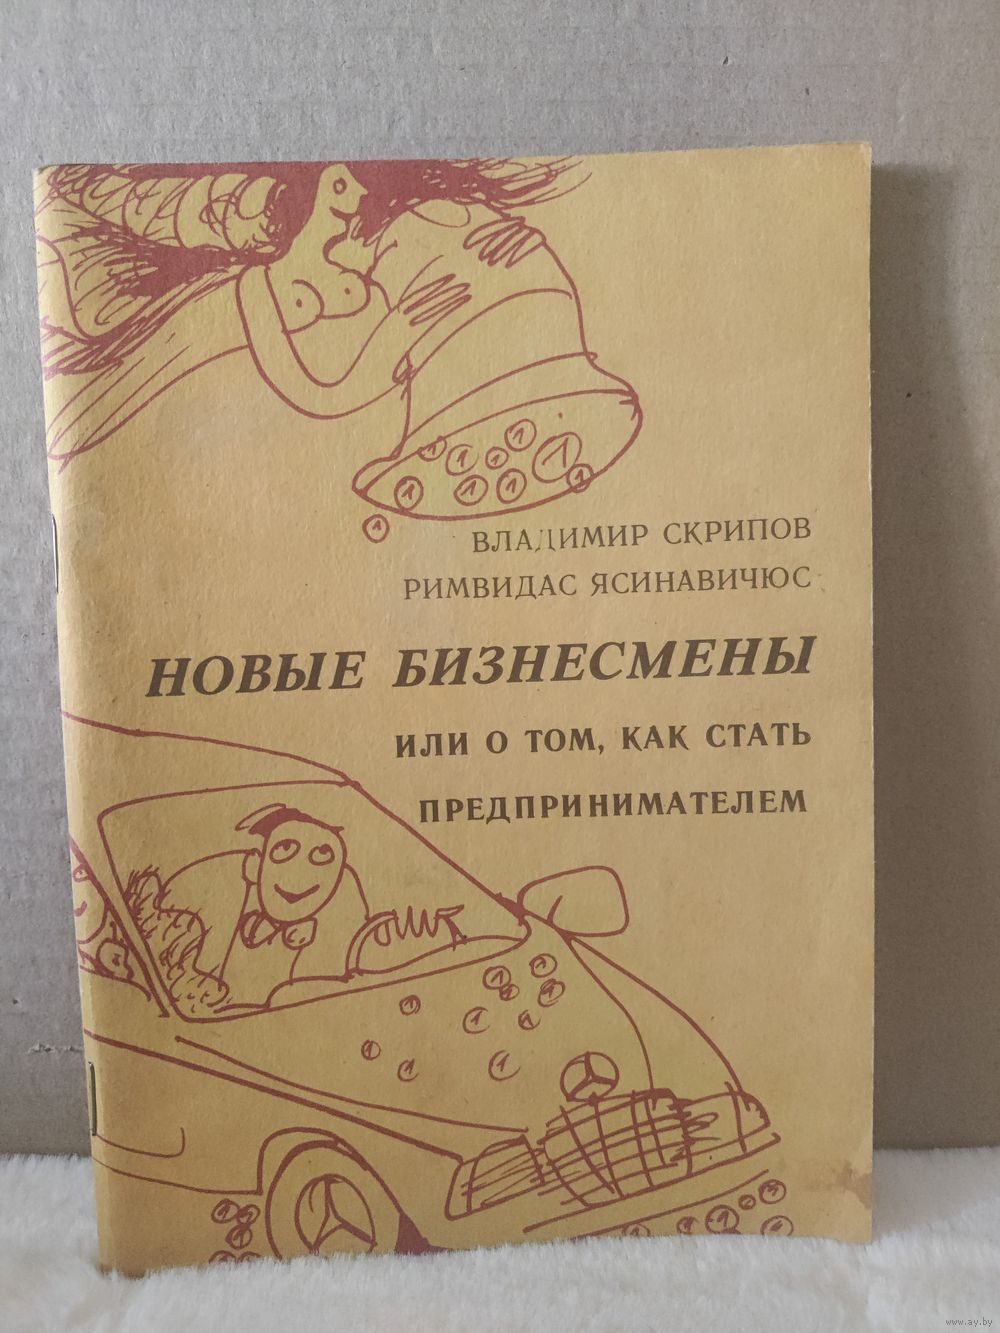 ВЛАДИМИР СКРИПОВ
РИМВИДАС ЯСИНАВИЧЮС
НОВЫЕ БИЗНЕСМЕНЫ
ИЛИ О ТОМ, КАК СТАТЬ
ПРЕДПРИНИМАТЕЛЕМ
www.ay.by